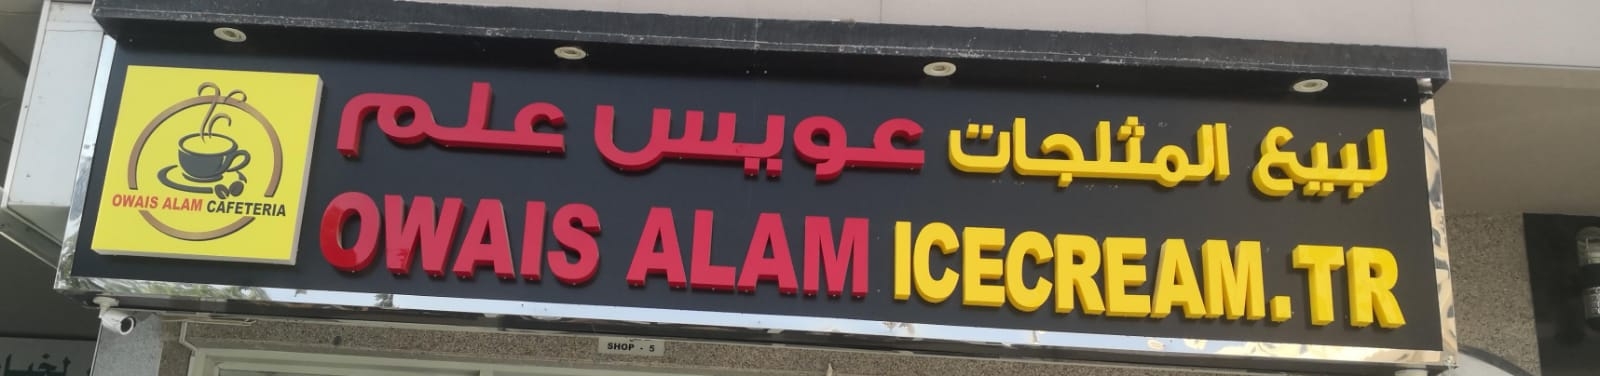 لبيع المثلجات عويس علم
OWAIS ALAM ICECREAM.TR
OWAIS ALAM CAFETERIA
SHOP - 5